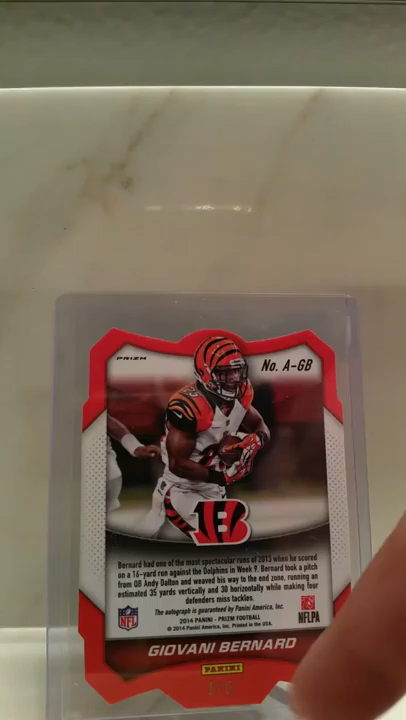 PRIZM
No. A-GB
23
B
Bernard had one of the most spectacular runs of 2013 when he scored
on a 16-yard run against the Dolphins in Week 9. Bernard took a pitch
from QB Andy Dalton and weaved his way to the end zone, running an
estimated 35 yards vertically and 30 horizontally while making four
defenders miss tackles.
The autograph is guaranteed by Panini America, Inc.
2014 PANINI - PRIZM FOOTBALL
© 2014 Panini America, Inc. Printed in the USA.
NFL
NFLPA
GIOVANI BERNARD
PANINI